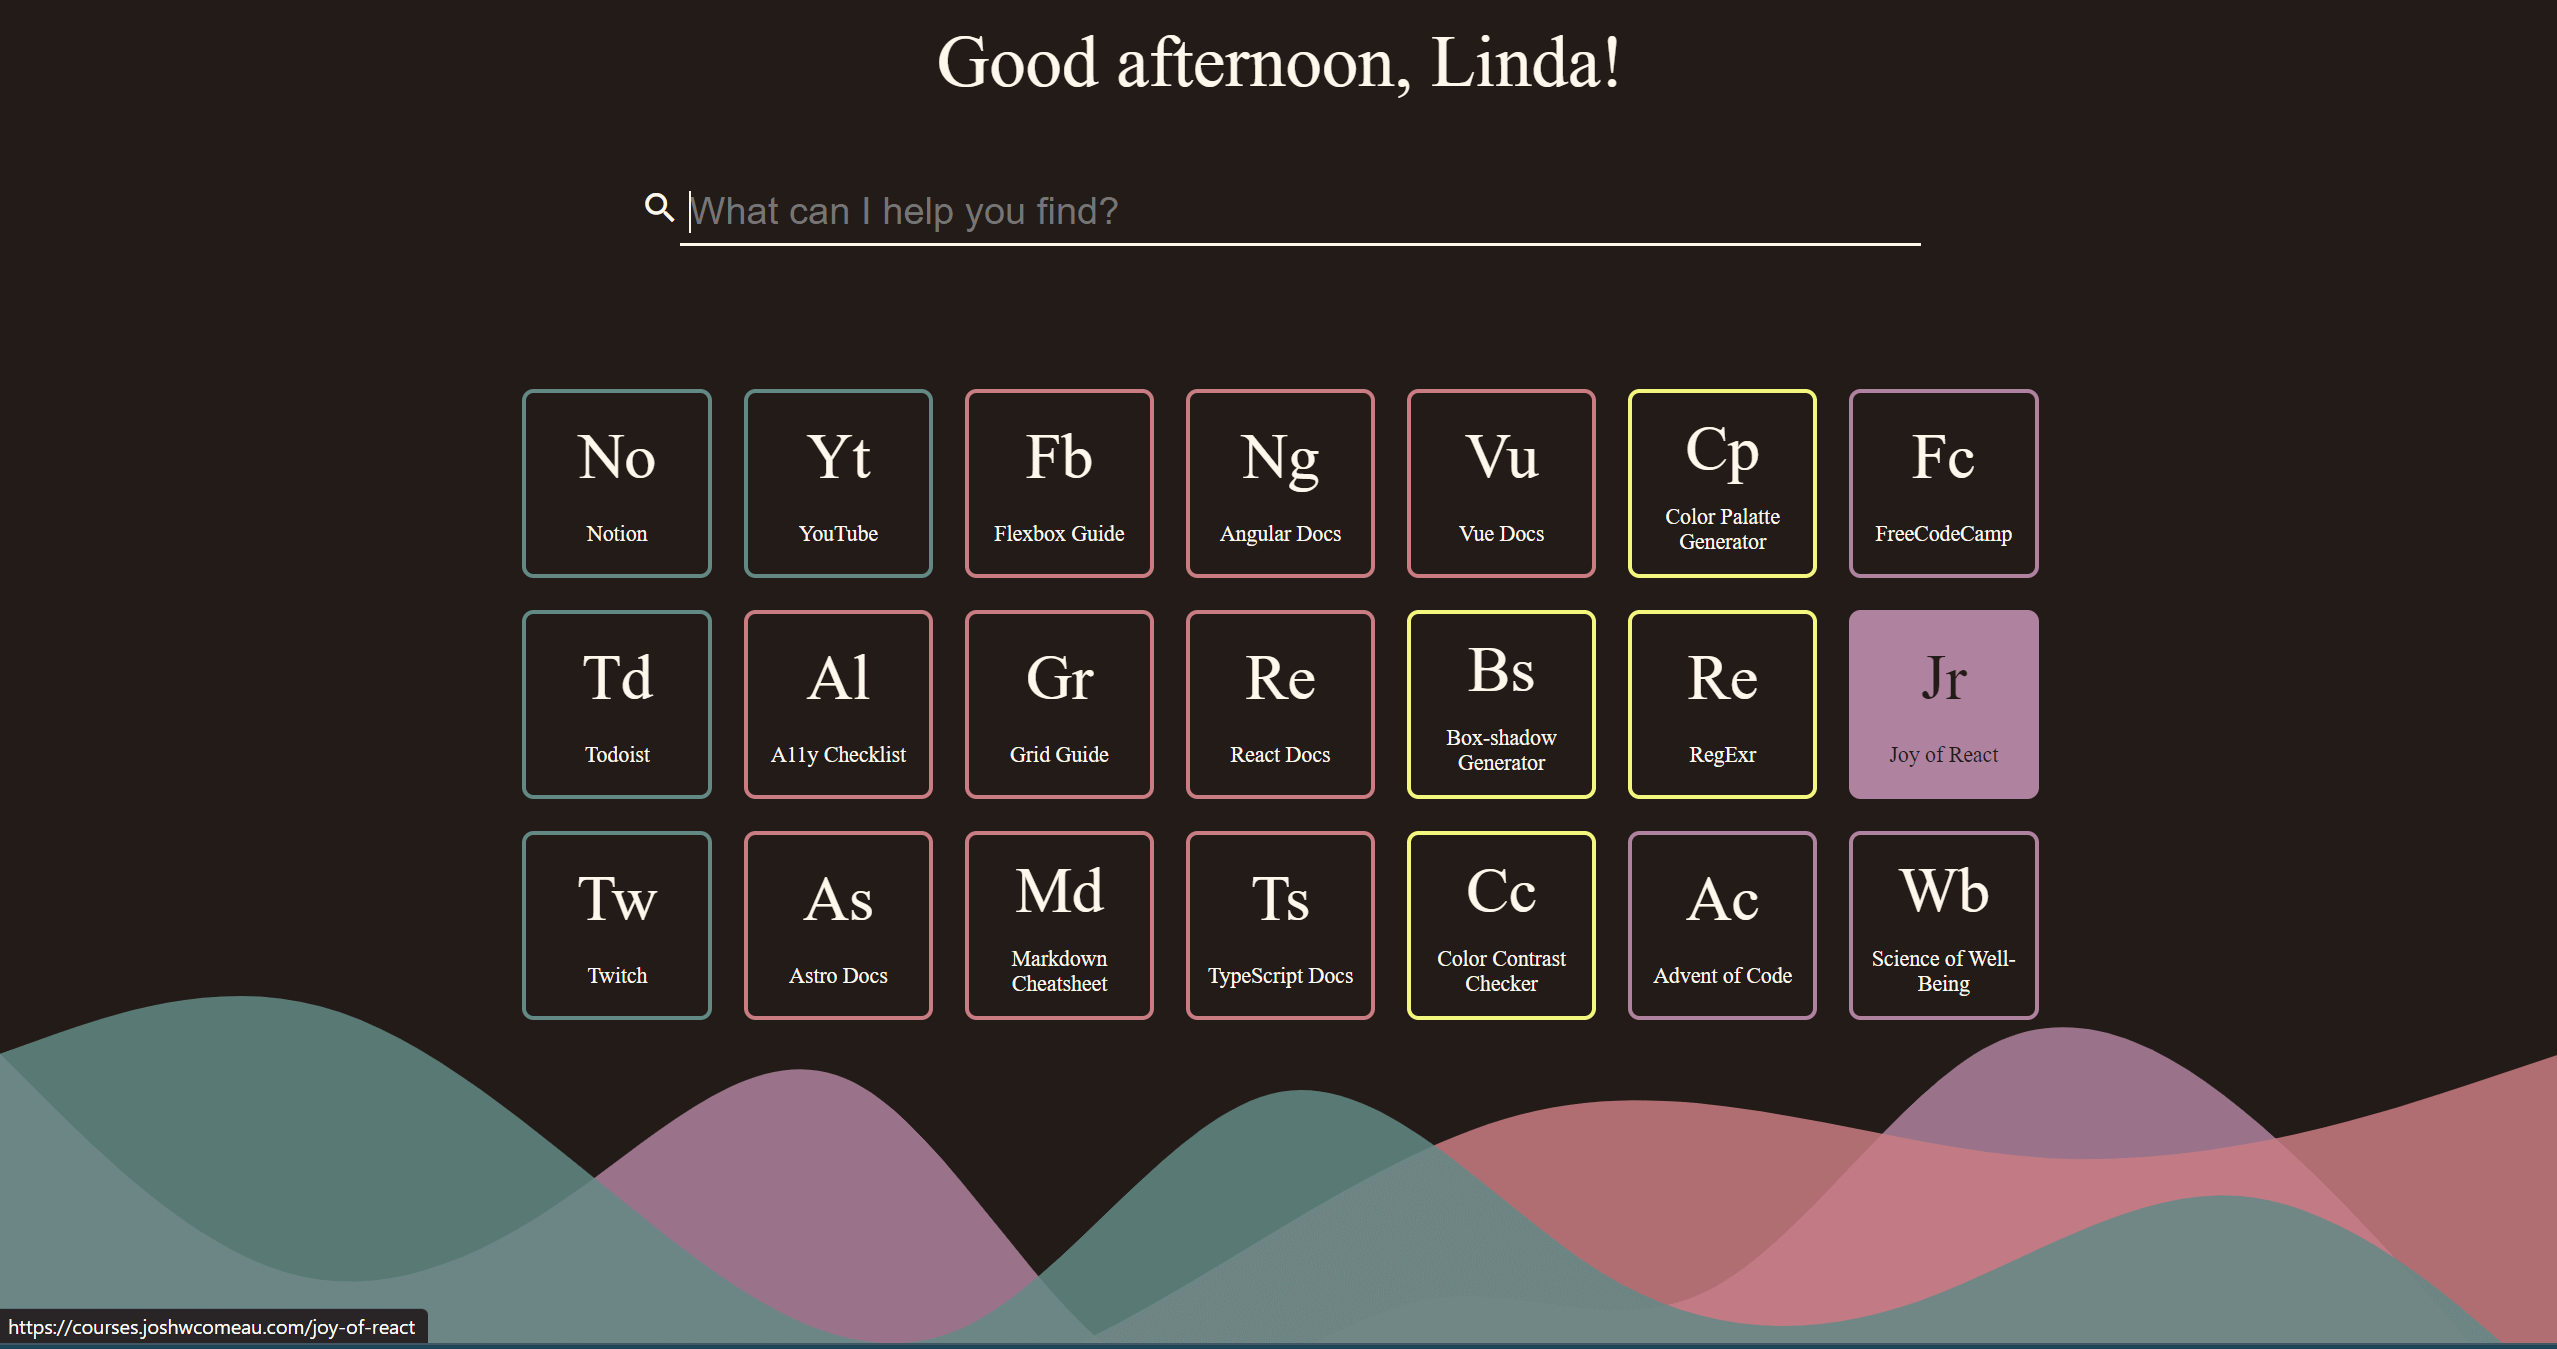 Good afternoon, Linda!
What can I help you find?
No
Notion
Yt
YouTube
Fb
Flexbox Guide
Ng
Angular Docs
Vu
Vue Docs
Cp
Color Palatte
Generator
Fc
FreeCodeCamp
Td
Todoist
Al
A11y Checklist
Gr
Grid Guide
Re
React Docs
Bs
Box-shadow
Generator
Re
RegExr
Jr
Joy of React
Tw
Twitch
As
Astro Docs
Md
Markdown
Cheatsheet
Ts
TypeScript Docs
Cc
Color Contrast
Checker
Ac
Advent of Code
Wb
Science of Well-
Being
https://courses.joshwcomeau.com/joy-of-react